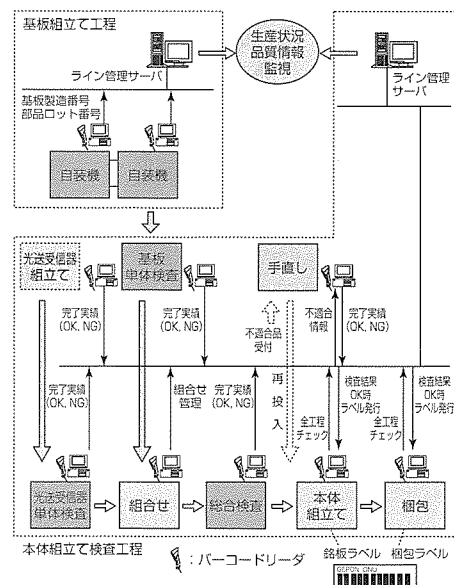 基板組立て工程
生産状況
品質情報
監視
ライン管理サーバ
ライン管理
サーバ
基板製造番号
部品ロット番号
自装機
自装機
光送受信器
組立て
基板
単体検査
手直し
完了実績
(OK, NG)
完了実績
(OK, NG)
不適合品
受付
不適合
情報
完了実績
(OK, NG)
完了実績
(OK, NG)
組合せ
管理
完了実績
(OK, NG)
再投入
全工程
チェック
検査結果
OK時
ラベル発行
全工程
チェック
検査結果
OK時
ラベル発行
光送受信器
単体検査
組合せ
総合検査
本体
組立て
梱包
本体組立て検査工程
:バーコードリーダ
銘板ラベル
梱包ラベル
GEPON ONU